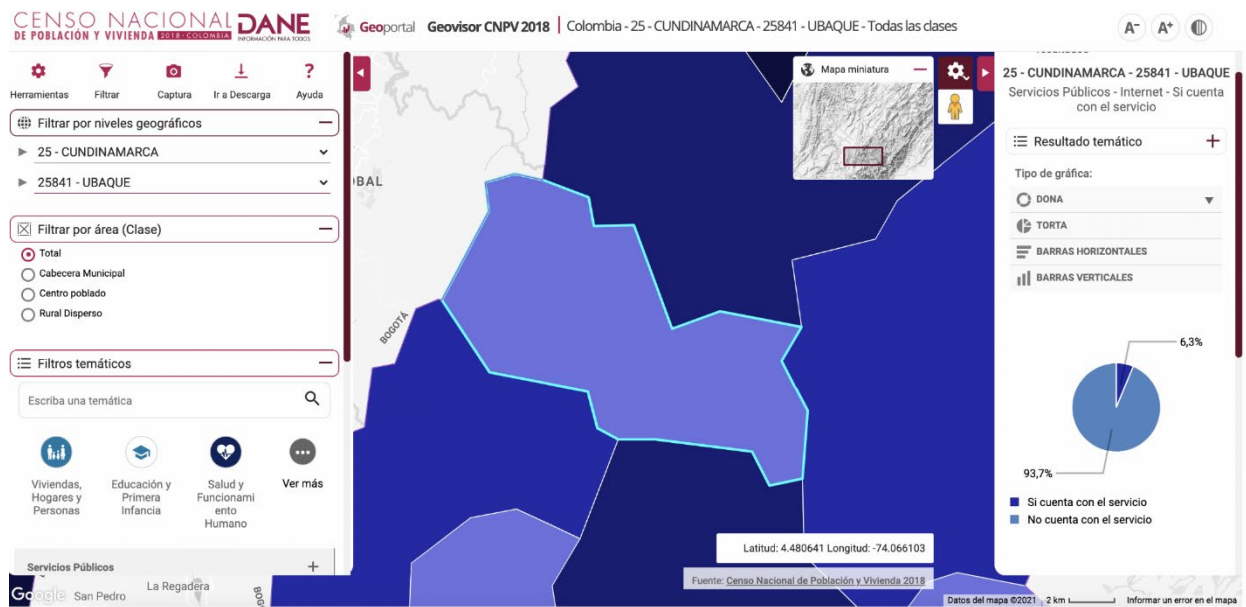 CENSO NACIONAL
DE POBLACIÓN Y VIVIENDA 2018-COLOMBIA
DANE
INFORMACIÓN PARA TODOS
Geoportal Geovisor CNPV 2018 | Colombia - 25 - CUNDINAMARCA - 25841 - UBAQUE - Todas las clases
A- A+
Herramientas Filtrar Captura Ir a Descarga Ayuda
Filtrar por niveles geográficos
25 - CUNDINAMARCA
25841 - UBAQUE
Filtrar por área (Clase)
Total
Cabecera Municipal
Centro poblado
Rural Disperso
Filtros temáticos
Escriba una temática
Viviendas, Hogares y Personas
Educación y Primera Infancia
Salud y Funcionami ento Humano
Ver más
Servicios Públicos
Google
San Pedro
La Regadera
BOGOTÁ
Mapa miniatura
Latitud: 4.480641 Longitud: -74.066103
Fuente: Censo Nacional de Población y Vivienda 2018
Datos del mapa ©2021
2 km
Informar un error en el mapa
25 - CUNDINAMARCA - 25841 - UBAQUE
Servicios Públicos - Internet - Si cuenta
con el servicio
Resultado temático
Tipo de gráfica:
DONA
TORTA
BARRAS HORIZONTALES
BARRAS VERTICALES
6,3%
93,7%
Si cuenta con el servicio
No cuenta con el servicio